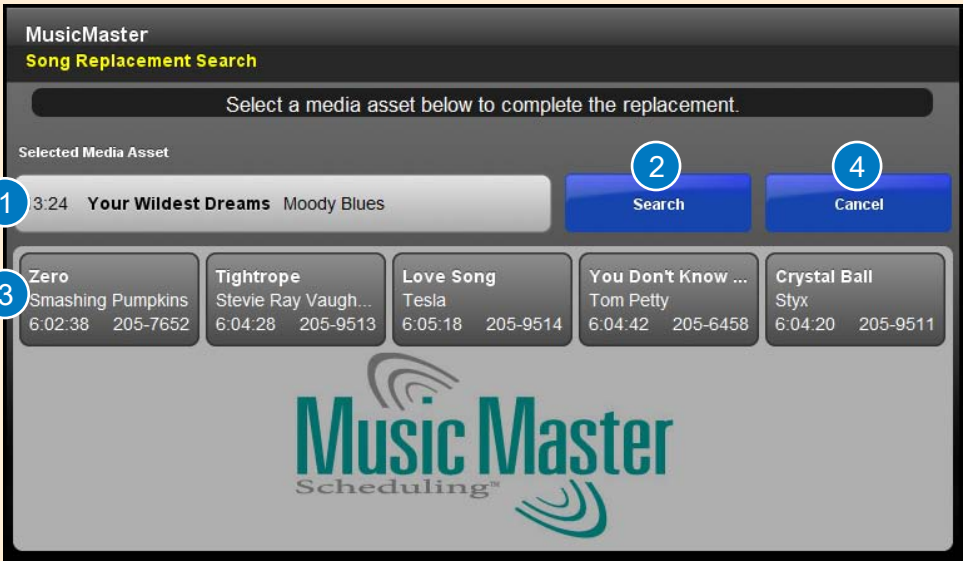 MusicMaster
Song Replacement Search
Select a media asset below to complete the replacement.
Selected Media Asset
2
4
1
3:24 Your Wildest Dreams Moody Blues
Search
Cancel
3
Zero
Smashing Pumpkins
6:02:38 205-7652
Tightrope
Stevie Ray Vaugh...
6:04:28 205-9513
Love Song
Tesla
6:05:18 205-9514
You Don't Know ...
Tom Petty
6:04:42 205-6458
Crystal Ball
Styx
6:04:20 205-9511
Music Master
Scheduling™